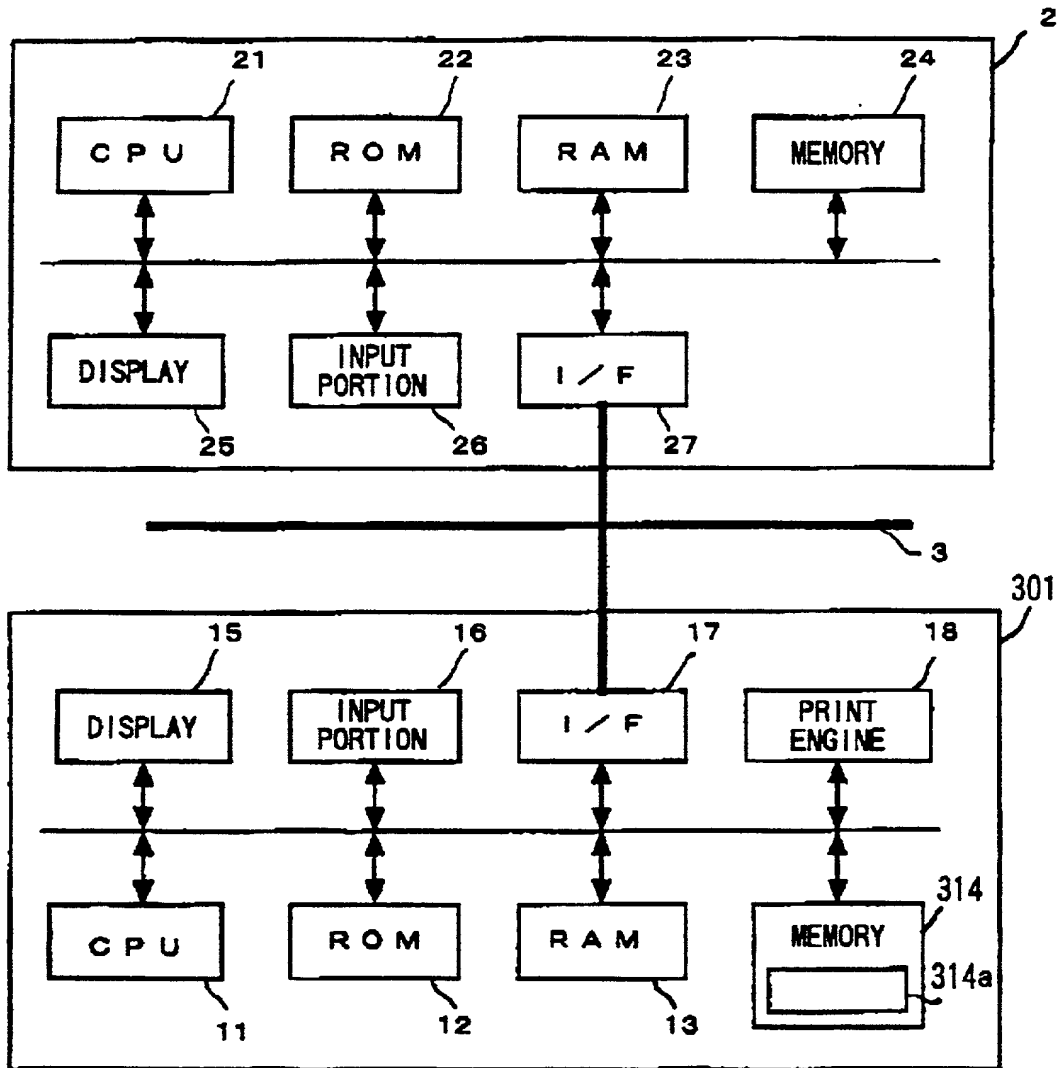 2
21 22 23 24
CPU ROM RAM MEMORY
DISPLAY INPUT PORTION I/F
25 26 27
3
301
15 16 17 18
DISPLAY INPUT PORTION I/F PRINT ENGINE
CPU ROM RAM MEMORY
314
314a
11 12 13